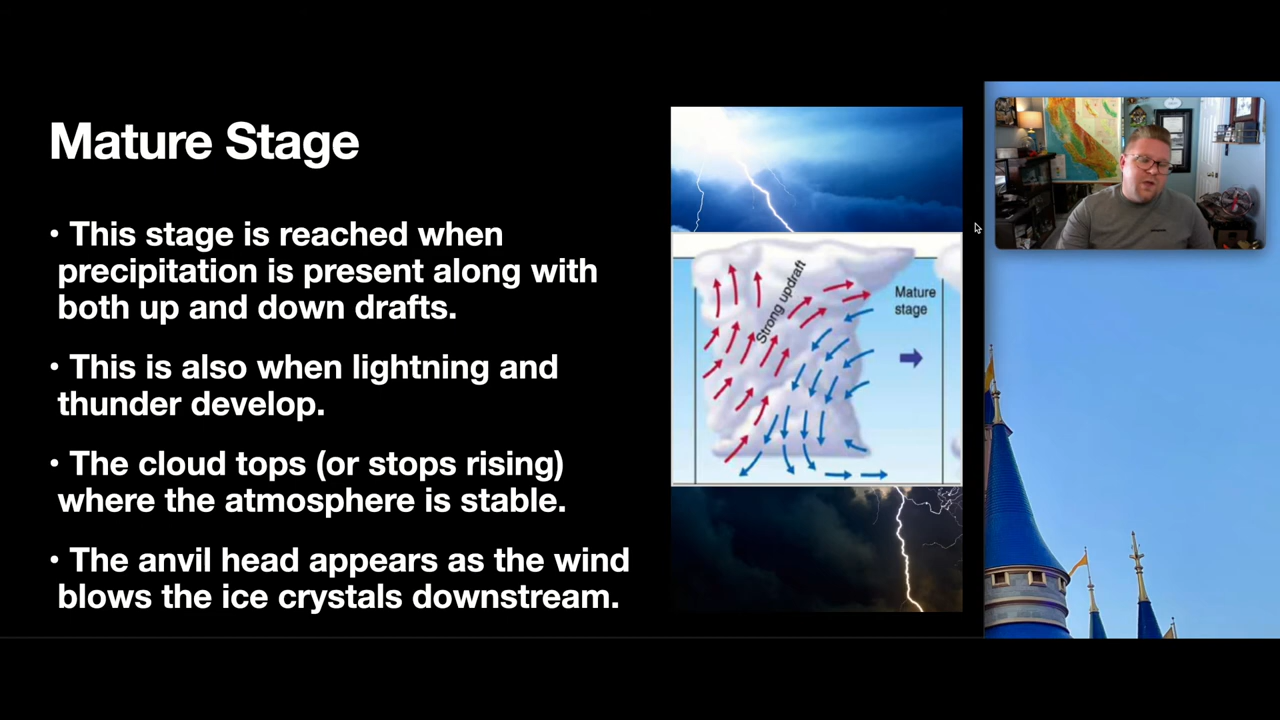 Mature Stage
• This stage is reached when
precipitation is present along with
both up and down drafts.
• This is also when lightning and
thunder develop.
• The cloud tops (or stops rising)
where the atmosphere is stable.
• The anvil head appears as the wind
blows the ice crystals downstream.
Strong updraft
Mature
stage